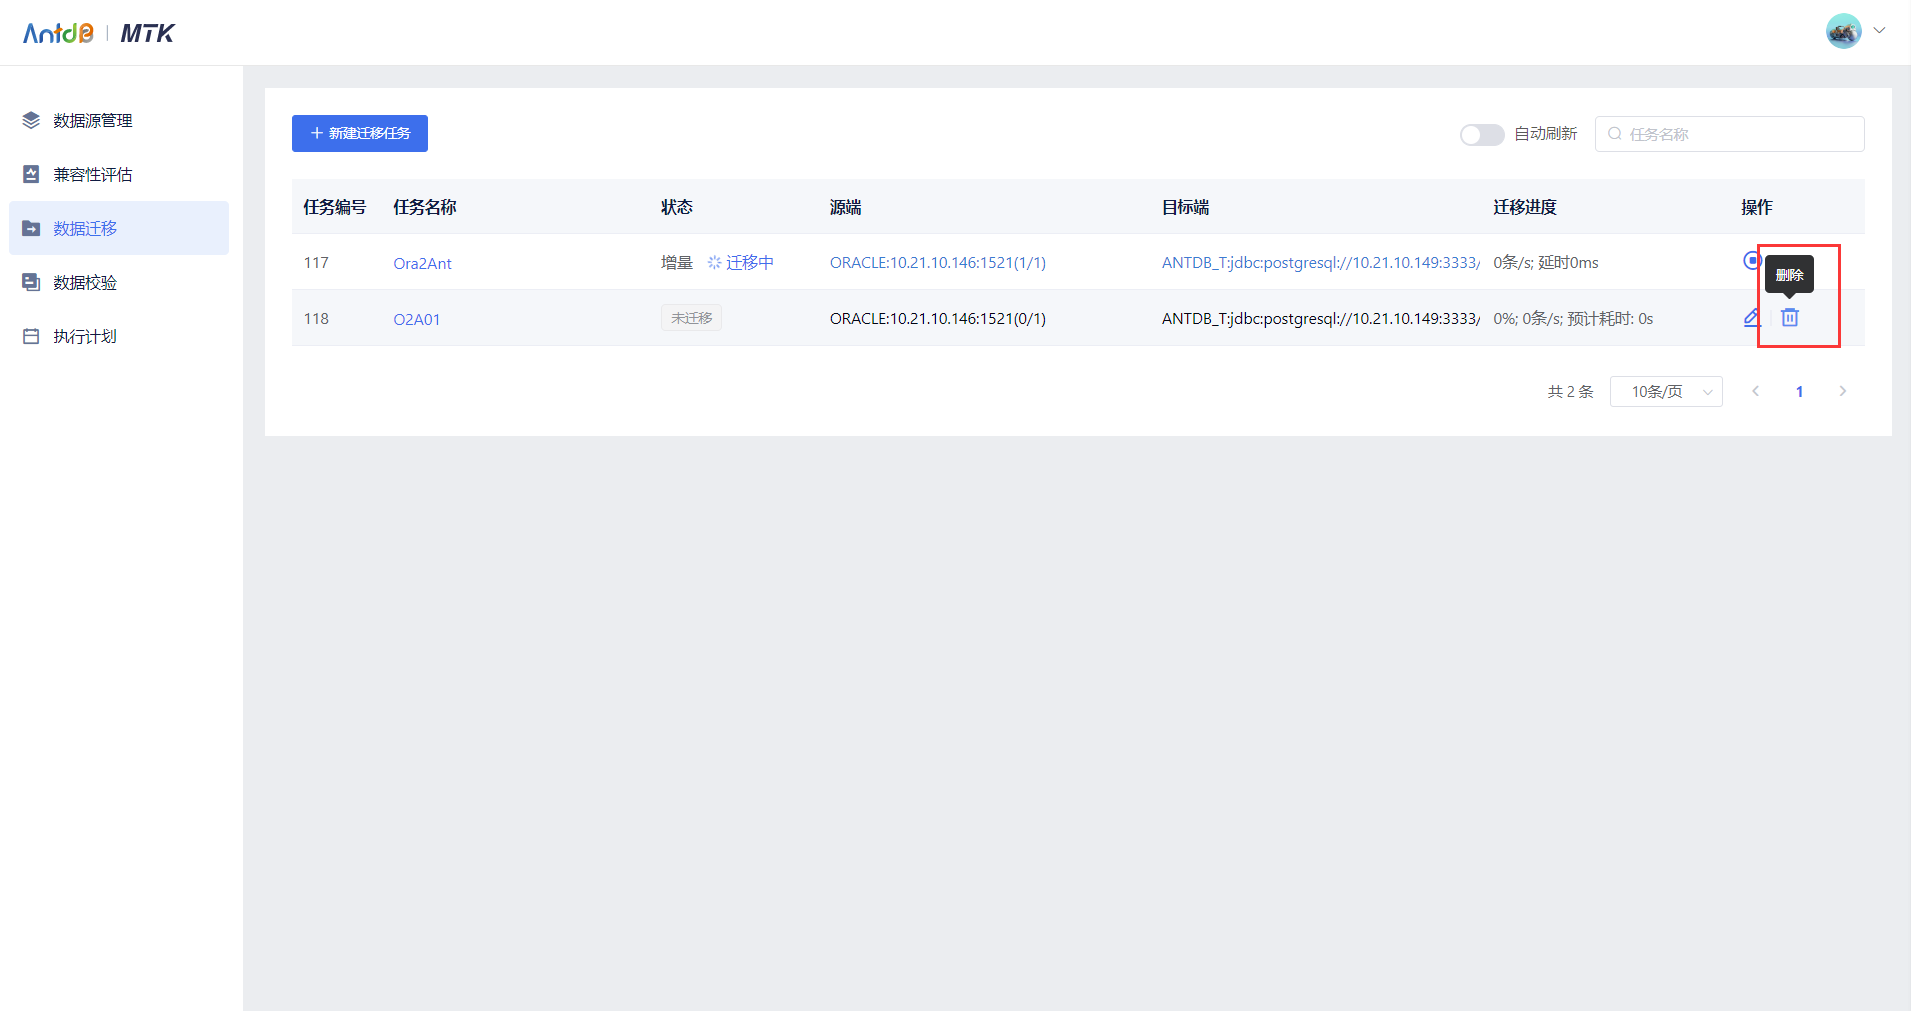 AntdB | MTK
数据源管理
兼容性评估
数据迁移
数据校验
执行计划
+ 新建迁移任务
自动刷新
任务名称
任务编号 任务名称 状态 源端 目标端 迁移进度 操作
117 Ora2Ant 增量 迁移中 ORACLE:10.21.10.146:1521(1/1) ANTDB_T:jdbc:postgresql://10.21.10.149:3333/ 0条/s; 延时0ms
删除
118 O2A01 未迁移 ORACLE:10.21.10.146:1521(0/1) ANTDB_T:jdbc:postgresql://10.21.10.149:3333/ 0%; 0条/s; 预计耗时: 0s
共 2 条 10条/页 1